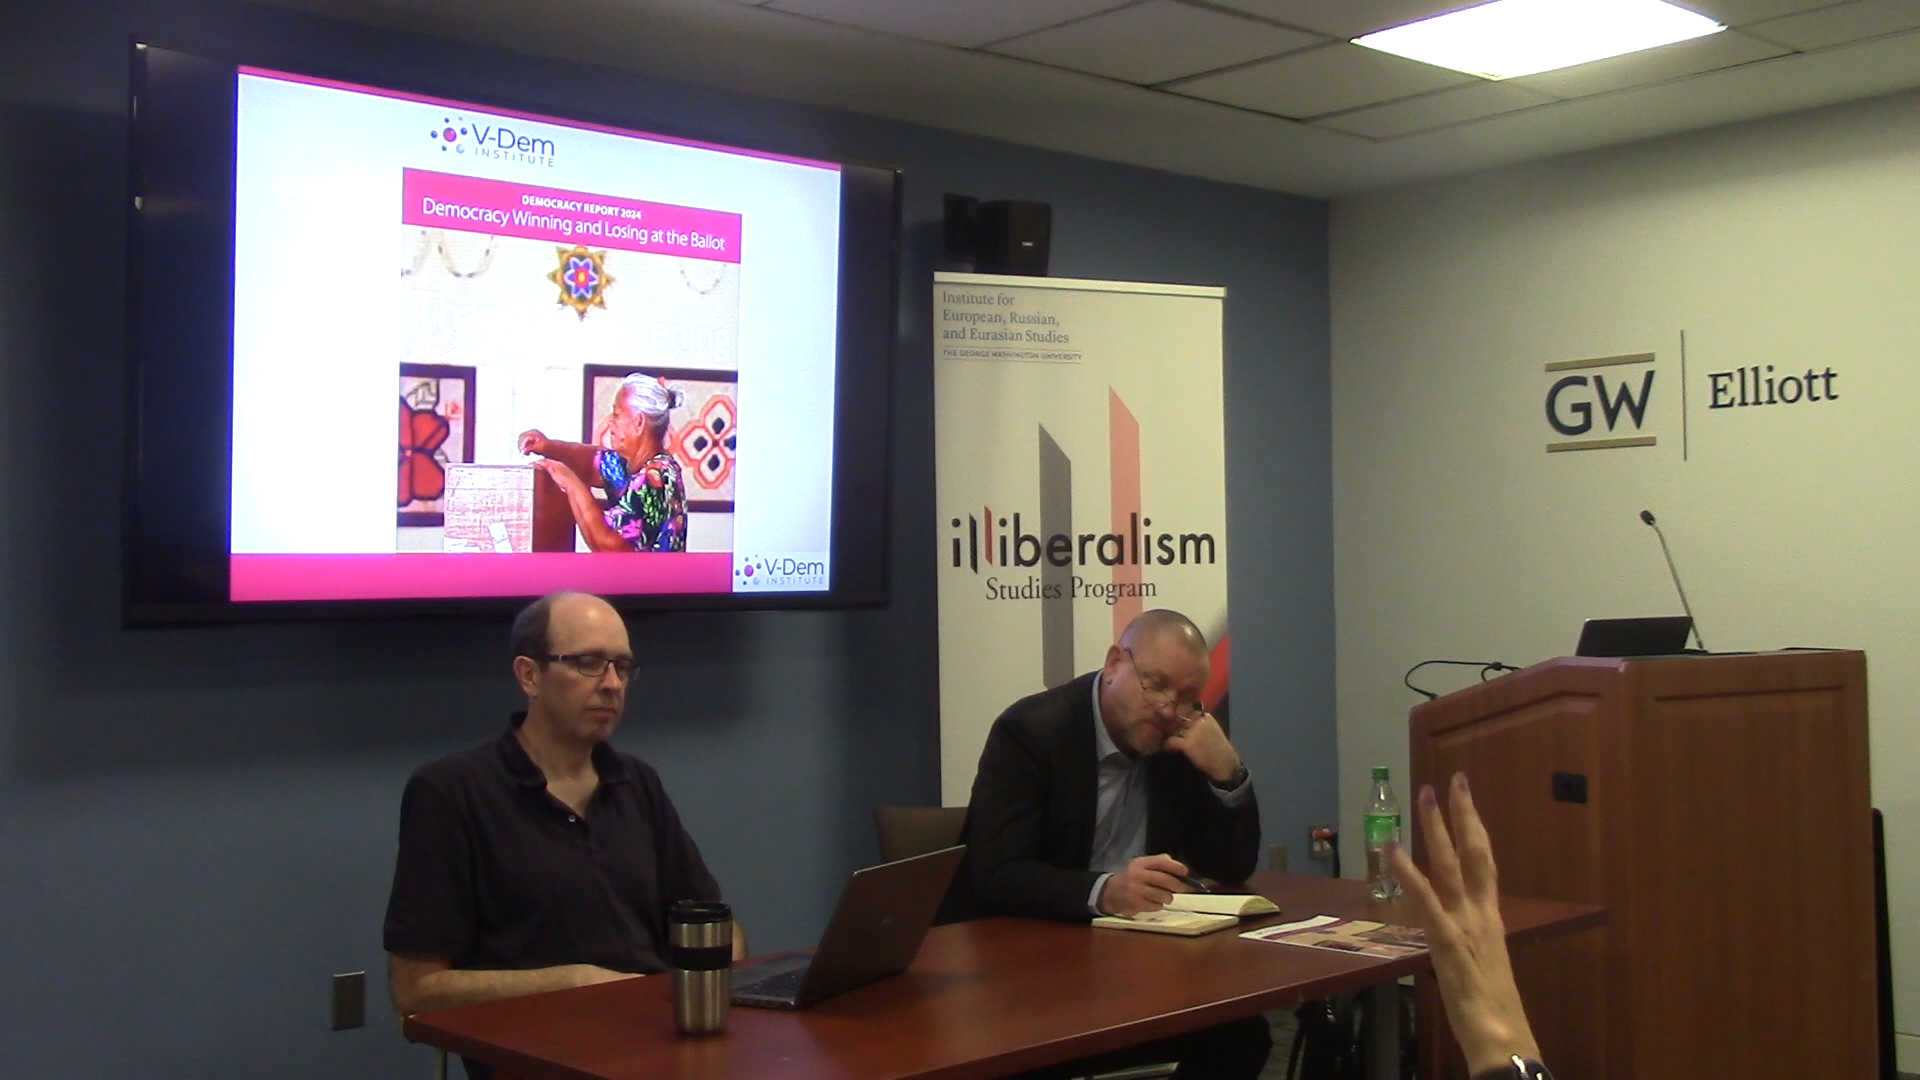 V-Dem
INSTITUTE
DEMOCRACY REPORT 2024
Democracy Winning and Losing at the Ballot
V-Dem
INSTITUTE
Institute for
European, Russian,
and Eurasian Studies
THE GEORGE WASHINGTON UNIVERSITY
illiberalism
Studies Program
GW
Elliott